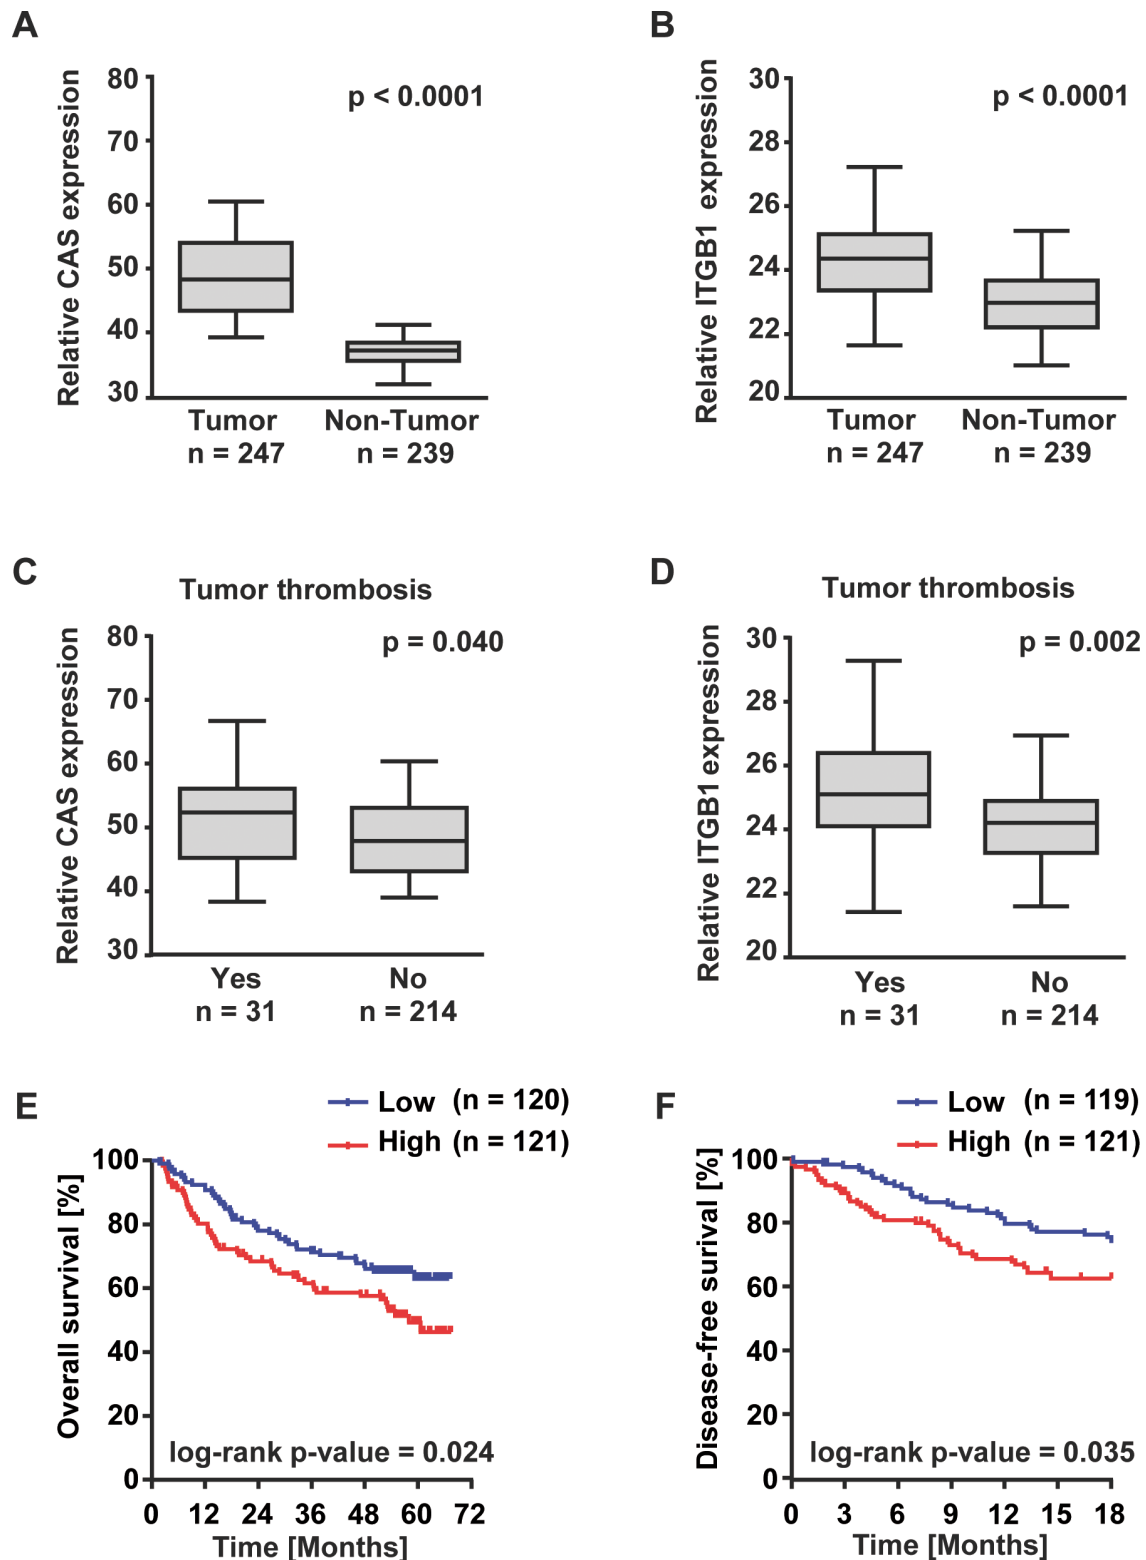 A
Relative CAS expression
80
70
60
50
40
30
p < 0.0001
Tumor
n = 247
Non-Tumor
n = 239
B
Relative ITGB1 expression
30
28
26
24
22
20
p < 0.0001
Tumor
n = 247
Non-Tumor
n = 239
C
Tumor thrombosis
Relative CAS expression
80
70
60
50
40
30
p = 0.040
Yes
n = 31
No
n = 214
D
Tumor thrombosis
Relative ITGB1 expression
30
28
26
24
22
20
p = 0.002
Yes
n = 31
No
n = 214
E
Low (n = 120)
High (n = 121)
Overall survival [%]
100
80
60
40
20
0
log-rank p-value = 0.024
0 12 24 36 48 60 72
Time [Months]
F
Low (n = 119)
High (n = 121)
Disease-free surival [%]
100
80
60
40
20
0
log-rank p-value = 0.035
0 3 6 9 12 15 18
Time [Months]